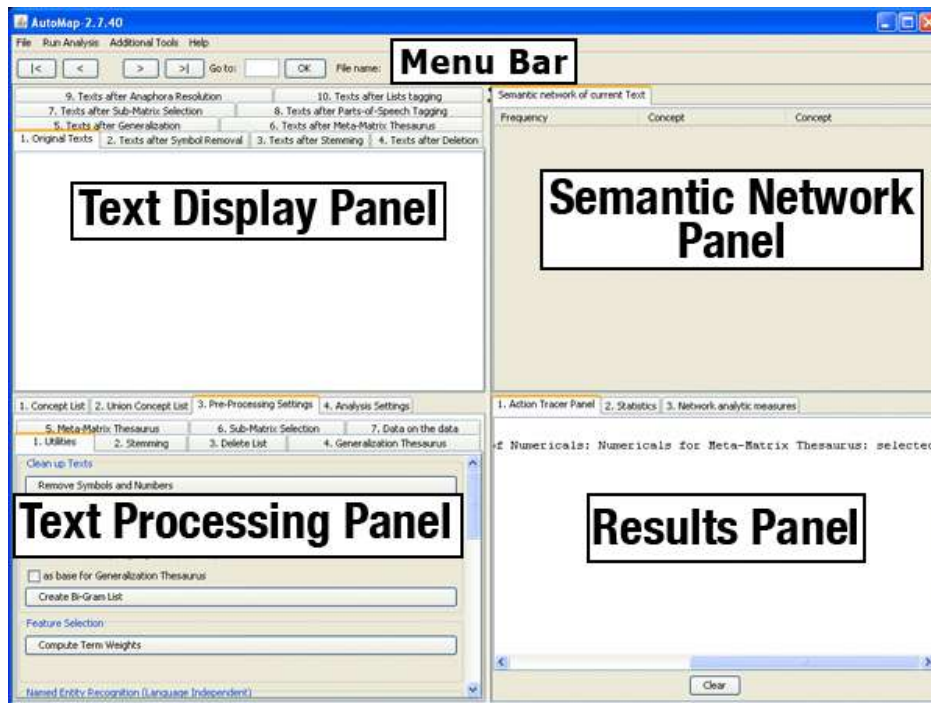 AutoMap-2.7.40
File Run Analysis Additional Tools Help
|< < > >| Go to: OK File name:
Menu Bar
9. Texts after Anaphora Resolution 10. Texts after Lists tagging
7. Texts after Sub-Matrix Selection 8. Texts after Parts-of-Speech Tagging
5. Texts after Generalization 6. Texts after Meta-Matrix Thesaurus
1. Original Texts 2. Texts after Symbol Removal 3. Texts after Stemming 4. Texts after Deletion
Text Display Panel
Semantic network of current Text
Frequency Concept Concept
Semantic Network
Panel
1. Concept List 2. Union Concept List 3. Pre-Processing Settings 4. Analysis Settings
5. Meta-Matrix Thesaurus 6. Sub-Matrix Selection 7. Data on the data
1. Utilities 2. Stemming 3. Delete List 4. Generalization Thesaurus
Clean up Texts
Remove Symbols and Numbers
Text Processing Panel
as base for Generalization Thesaurus
Create Bi-Gram List
Feature Selection
Compute Term Weights
Named Entity Recognition (Language Independent)
1. Action Tracer Panel 2. Statistics 3. Network analytic measures
of Numericals: Numericals for Meta-Matrix Thesaurus: selected
Results Panel
Clear